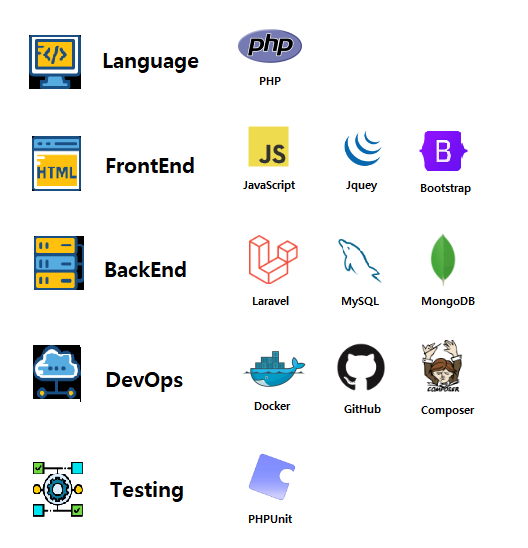 </>
Language
php
PHP
HTML
FrontEnd
JS
JavaScript
Jquey
B
Bootstrap
BackEnd
Laravel
MySQL
MongoDB
DevOps
Docker
GitHub
COMPOSER
Composer
Testing
PHPUnit